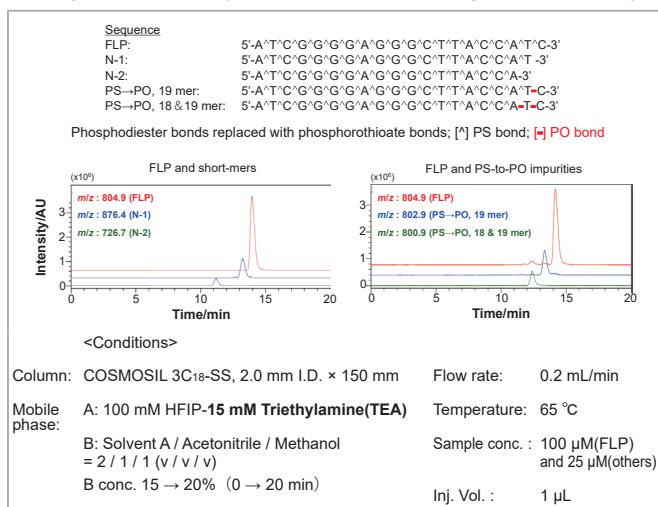 Sequence
FLP: 5'-A^T^C^G^G^G^G^A^G^G^G^C^T^T^A^C^C^A^T^C-3'
N-1: 5'-A^T^C^G^G^G^G^A^G^G^G^C^T^T^A^C^C^A^T -3'
N-2: 5'-A^T^C^G^G^G^G^A^G^G^G^C^T^T^A^C^C^A-3'
PS→PO, 19 mer: 5'-A^T^C^G^G^G^G^A^G^G^G^C^T^T^A^C^C^A^T-C-3'
PS→PO, 18 & 19 mer: 5'-A^T^C^G^G^G^G^A^G^G^G^C^T^T^A^C^C^A-T-C-3'
Phosphodiester bonds replaced with phosphorothioate bonds; [^] PS bond; [-] PO bond
FLP and short-mers
(x10⁶)
m/z : 804.9 (FLP)
m/z : 876.4 (N-1)
m/z : 726.7 (N-2)
Intensity/AU
3
2
1
0
0 5 10 15 20
Time/min
FLP and PS-to-PO impurities
(x10⁶)
m/z : 804.9 (FLP)
m/z : 802.9 (PS→PO, 19 mer)
m/z : 800.9 (PS→PO, 18 & 19 mer)
3
2
1
0
0 5 10 15 20
Time/min
<Conditions>
Column: COSMOSIL 3C₁₈-SS, 2.0 mm I.D. × 150 mm
Mobile phase: A: 100 mM HFIP-15 mM Triethylamine(TEA)
B: Solvent A / Acetonitrile / Methanol
= 2 / 1 / 1 (v / v / v)
B conc. 15 → 20% (0 → 20 min)
Flow rate: 0.2 mL/min
Temperature: 65 ℃
Sample conc. : 100 μM(FLP)
and 25 μM(others)
Inj. Vol. : 1 μL